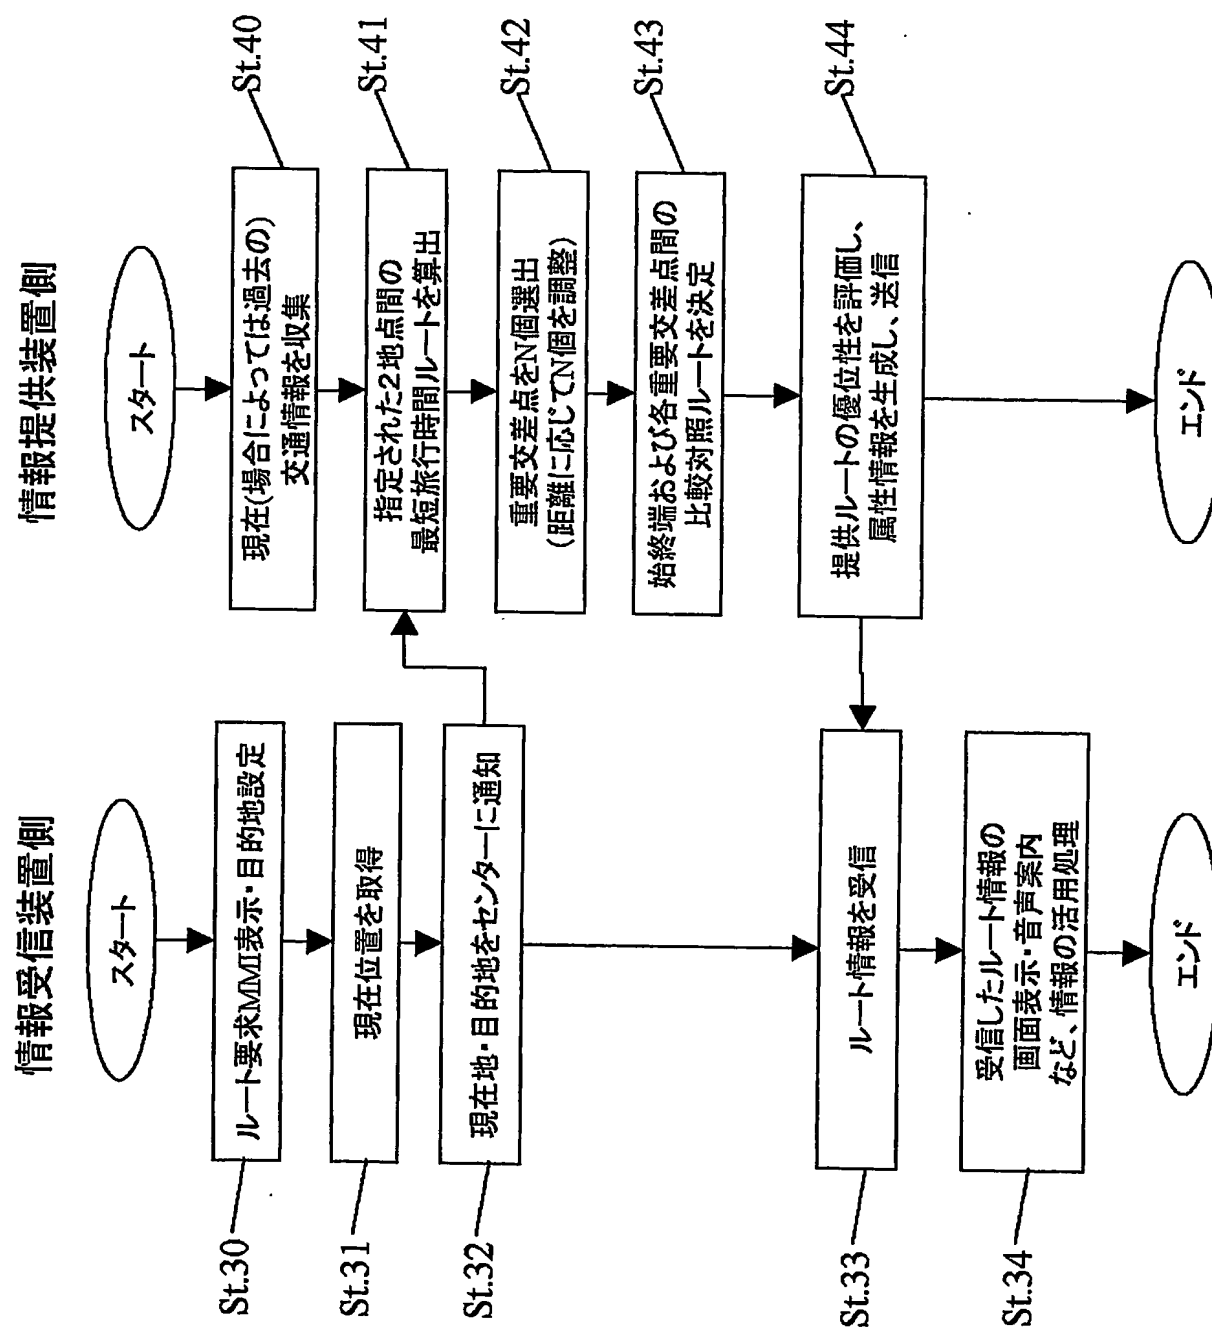 情報受信装置側
スタート
St.30
ルート要求MMI表示・目的地設定
St.31
現在位置を取得
St.32
現在地・目的地をセンターに通知
St.33
ルート情報を受信
St.34
受信したルート情報の
画面表示・音声案内
など、情報の活用処理
エンド
情報提供装置側
スタート
St.40
現在(場合によっては過去の)
交通情報を収集
St.41
指定された2地点間の
最短旅行時間ルートを算出
St.42
重要交差点をN個選出
(距離に応じてN個を調整)
St.43
始終端および各重要交差点間の
比較対照ルートを決定
St.44
提供ルートの優位性を評価し、
属性情報を生成し、送信
エンド